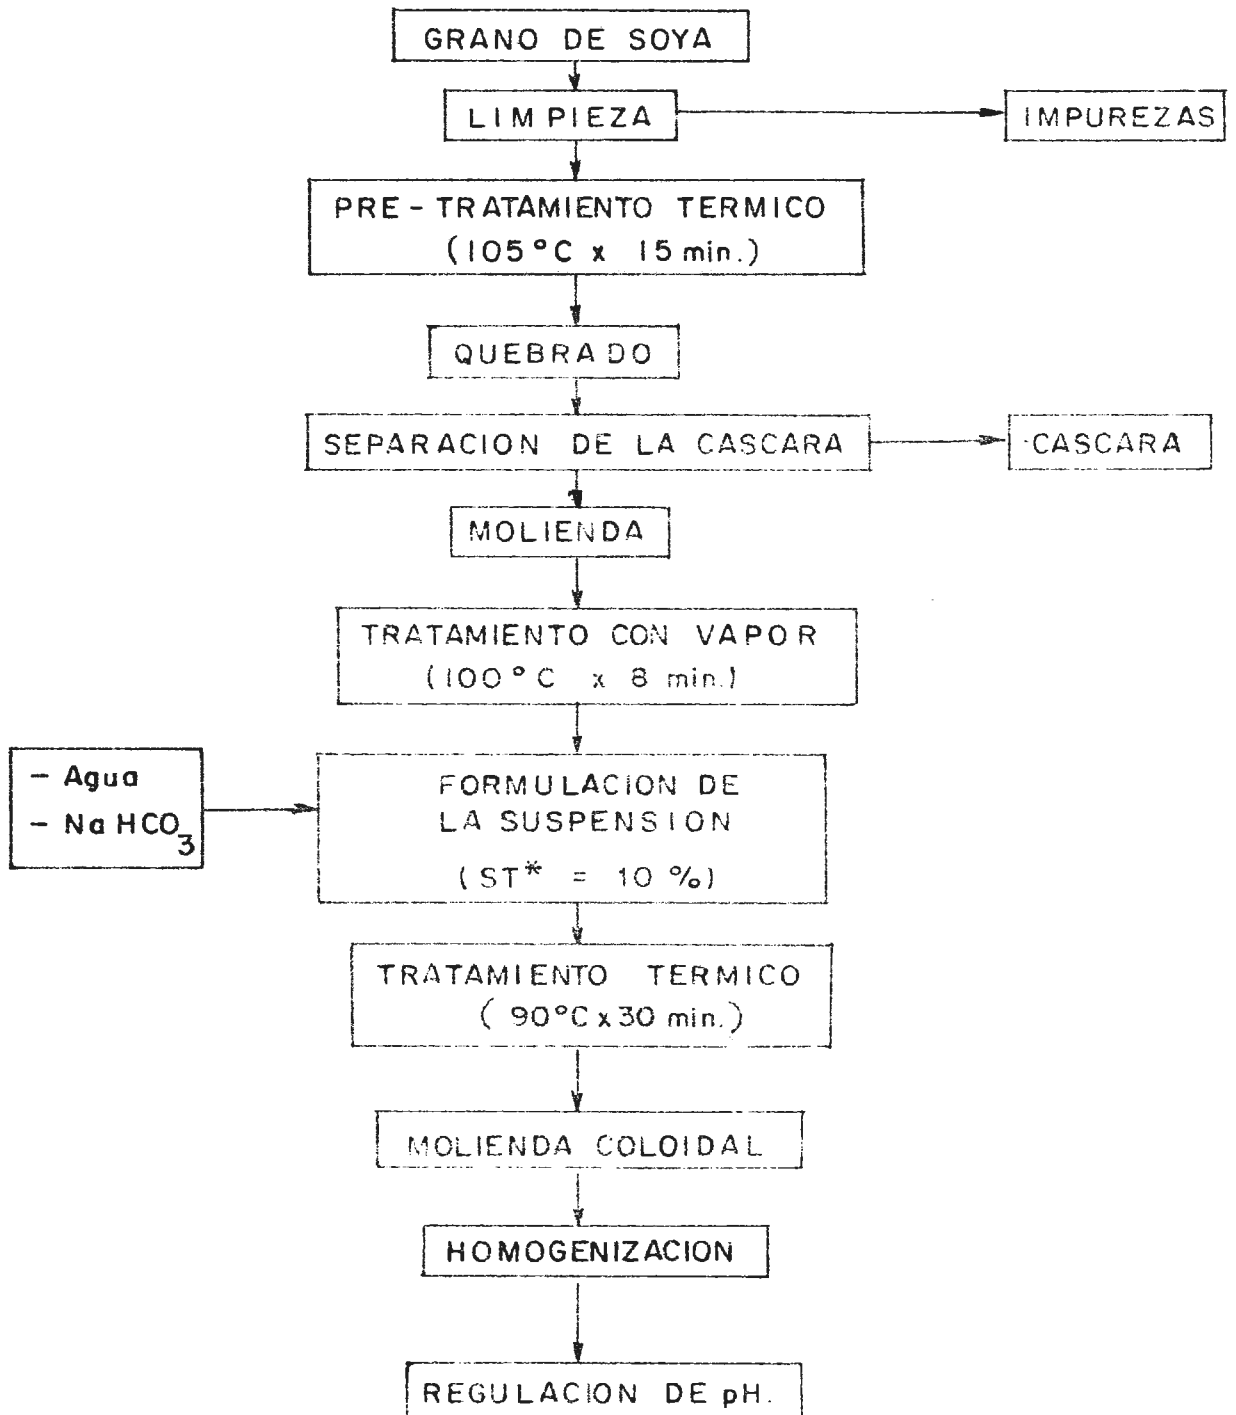 GRANO DE SOYA
LIMPIEZA
IMPUREZAS
PRE-TRATAMIENTO TERMICO
(105°C x 15 min.)
QUEBRADO
SEPARACION DE LA CASCARA
CASCARA
MOLIENDA
TRATAMIENTO CON VAPOR
(100°C x 8 min.)
- Agua
- NaHCO3
FORMULACION DE
LA SUSPENSION
(ST* = 10 %)
TRATAMIENTO TERMICO
(90°C x 30 min.)
MOLIENDA COLOIDAL
HOMOGENIZACION
REGULACION DE pH.